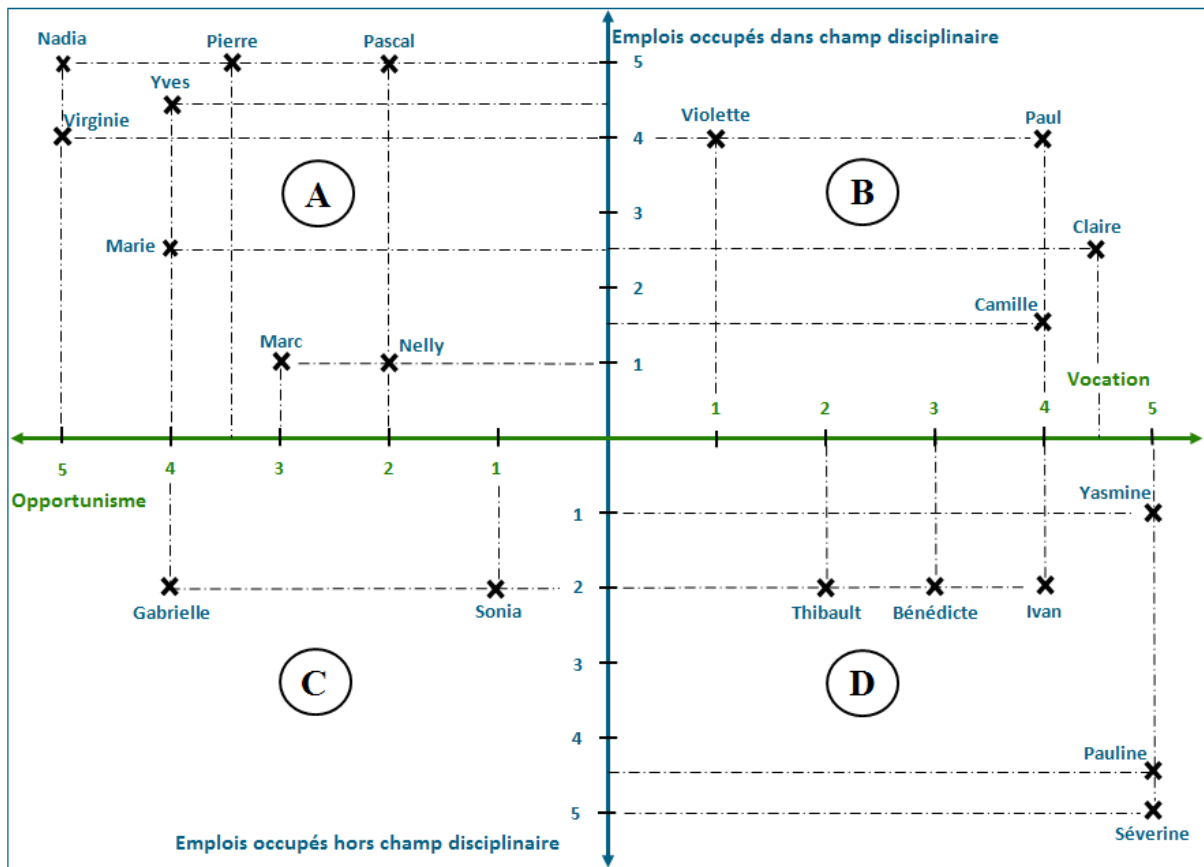 Nadia
Pierre
Pascal
Emplois occupés dans champ disciplinaire
5
Yves
Virginie
Violette
Paul
4
A
B
3
Marie
Claire
2
Camille
Marc
Nelly
1
Vocation
1
2
3
4
5
5
4
3
2
1
Opportunisme
Yasmine
1
2
Gabrielle
Sonia
Thibault
Bénédicte
Ivan
3
C
D
4
Pauline
5
Séverine
Emplois occupés hors champ disciplinaire